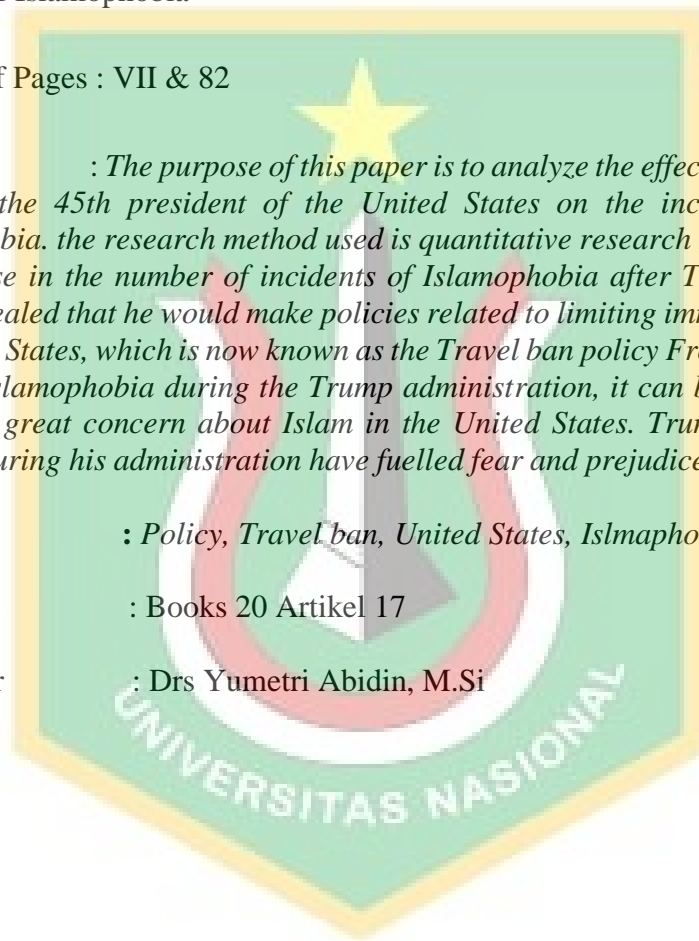 Islamophobia
Pages : VII & 82
: The purpose of this paper is to analyze the effec
the 45th president of the United States on the inc
bia. the research method used is quantitative research
se in the number of incidents of Islamophobia after T
ealed that he would make policies related to limiting im
States, which is now known as the Travel ban policy Fr
lamophobia during the Trump administration, it can b
great concern about Islam in the United States. Trum
uring his administration have fuelled fear and prejudice
: Policy, Travel ban, United States, Islmapho
: Books 20 Artikel 17
r : Drs Yumetri Abidin, M.Si
UNIVERSITAS NASIONAL